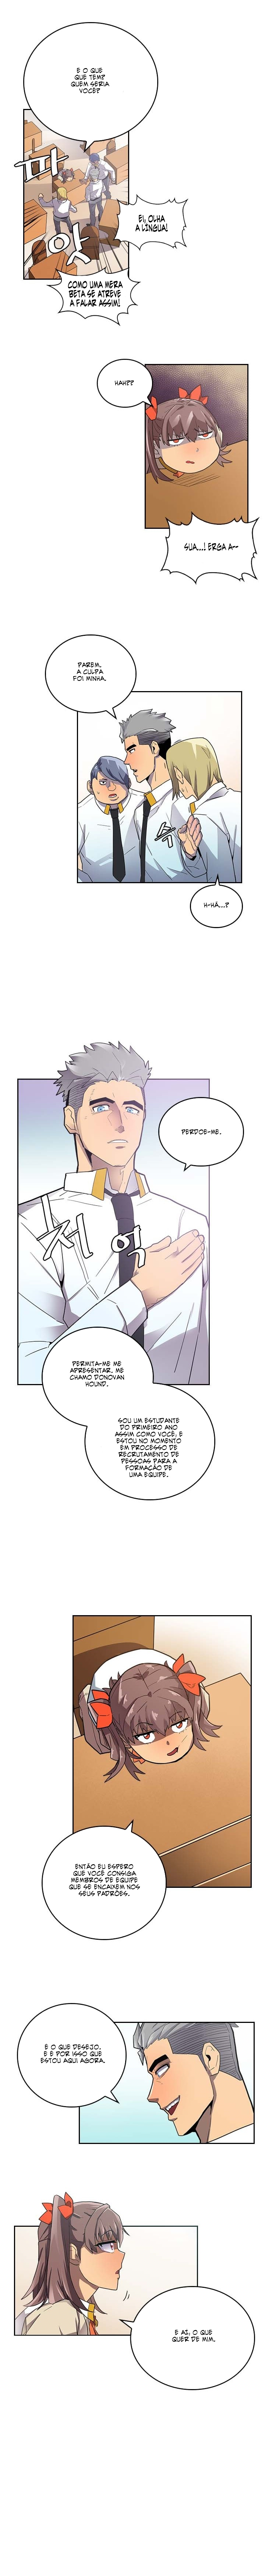 E O QUE
QUE TEM?
QUEM SERIA
VOCÊ?
파
앗
EI, OLHA
A LÍNGUA!
COMO UMA MERA
BETA SE ATREVE
A FALAR ASSIM!
HAH??
SUA...! ERGA A--
PAREM.
A CULPA
FOI MINHA.
슥
H-HÃ...?
PERDOE-ME.
척
PERMITA-ME ME
APRESENTAR, ME
CHAMO DONOVAN
HOUND.
SOU UM ESTUDANTE
DO PRIMEIRO ANO
ASSIM COMO VOCÊ, E
ESTOU NO MOMENTO
EM PROCESSO DE
RECRUTAMENTO DE
PESSOAS PARA A
FORMAÇÃO DE
UMA EQUIPE.
ENTÃO EU ESPERO
QUE VOCÊ CONSIGA
MEMBROS DE EQUIPE
QUE SE ENCAIXEM NOS
SEUS PADRÕES.
É O QUE DESEJO,
E É POR ISSO QUE
ESTOU AQUI AGORA.
E AÍ, O QUE
QUER DE MIM.